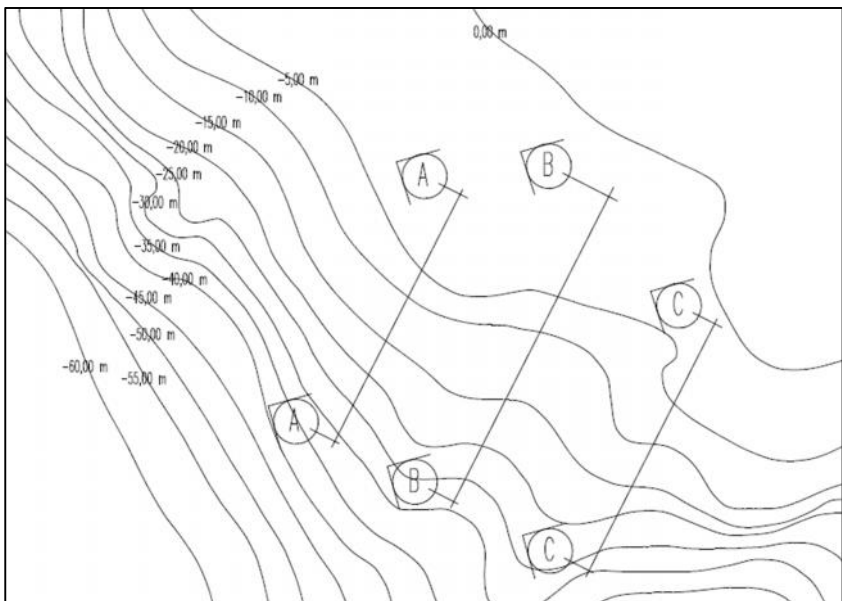 0,00 m
-5,00 m
-10,00 m
-15,00 m
-20,00 m
-25,00 m
-30,00 m
-35,00 m
-40,00 m
-45,00 m
-50,00 m
-55,00 m
-60,00 m
A
B
C
A
B
C